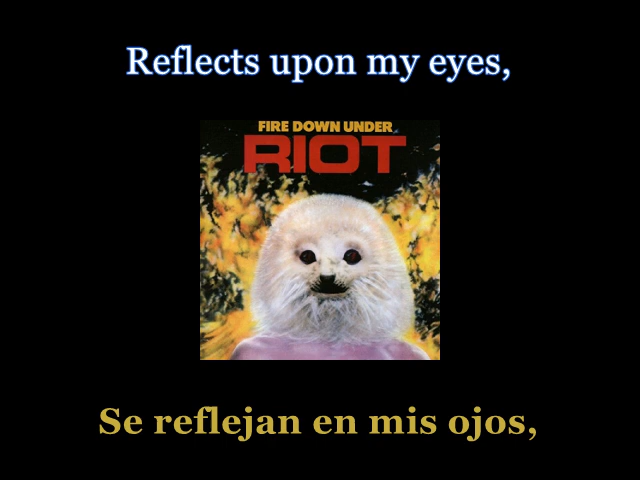 Reflects upon my eyes,
FIRE DOWN UNDER
RIOT
Se reflejan en mis ojos,